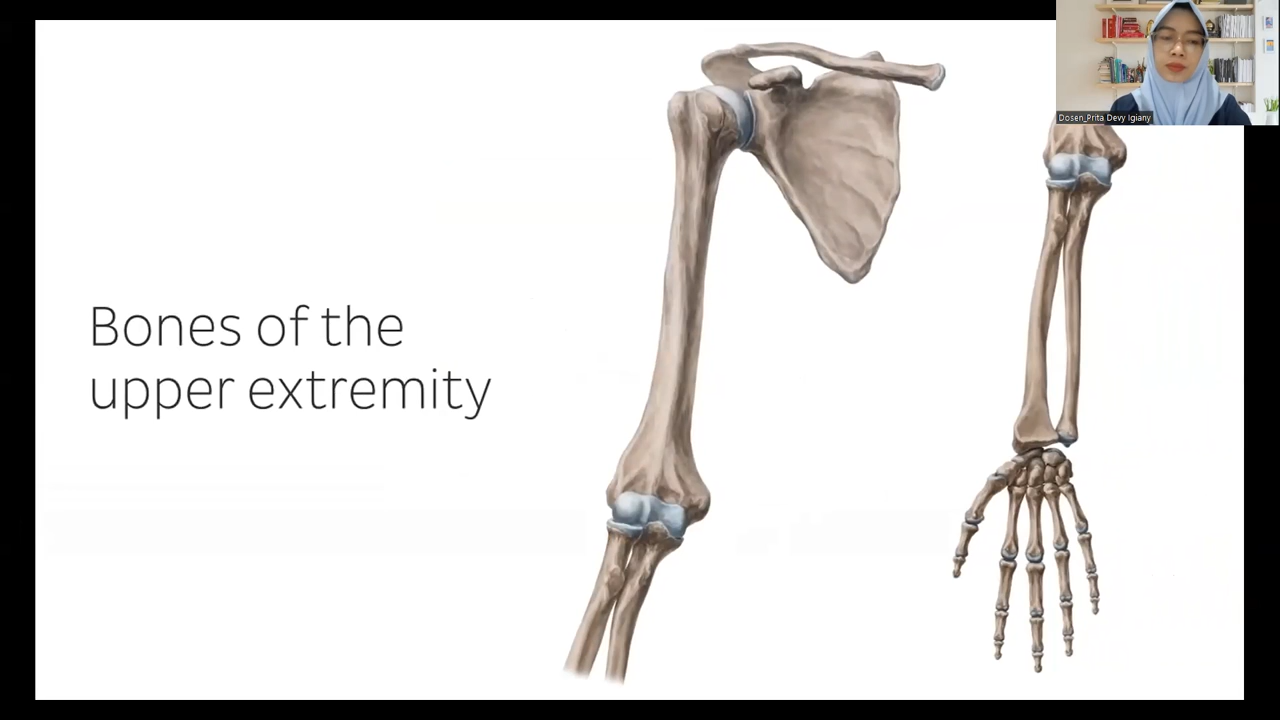 Dosen_Prita Devy Igiany
Bones of the
upper extremity